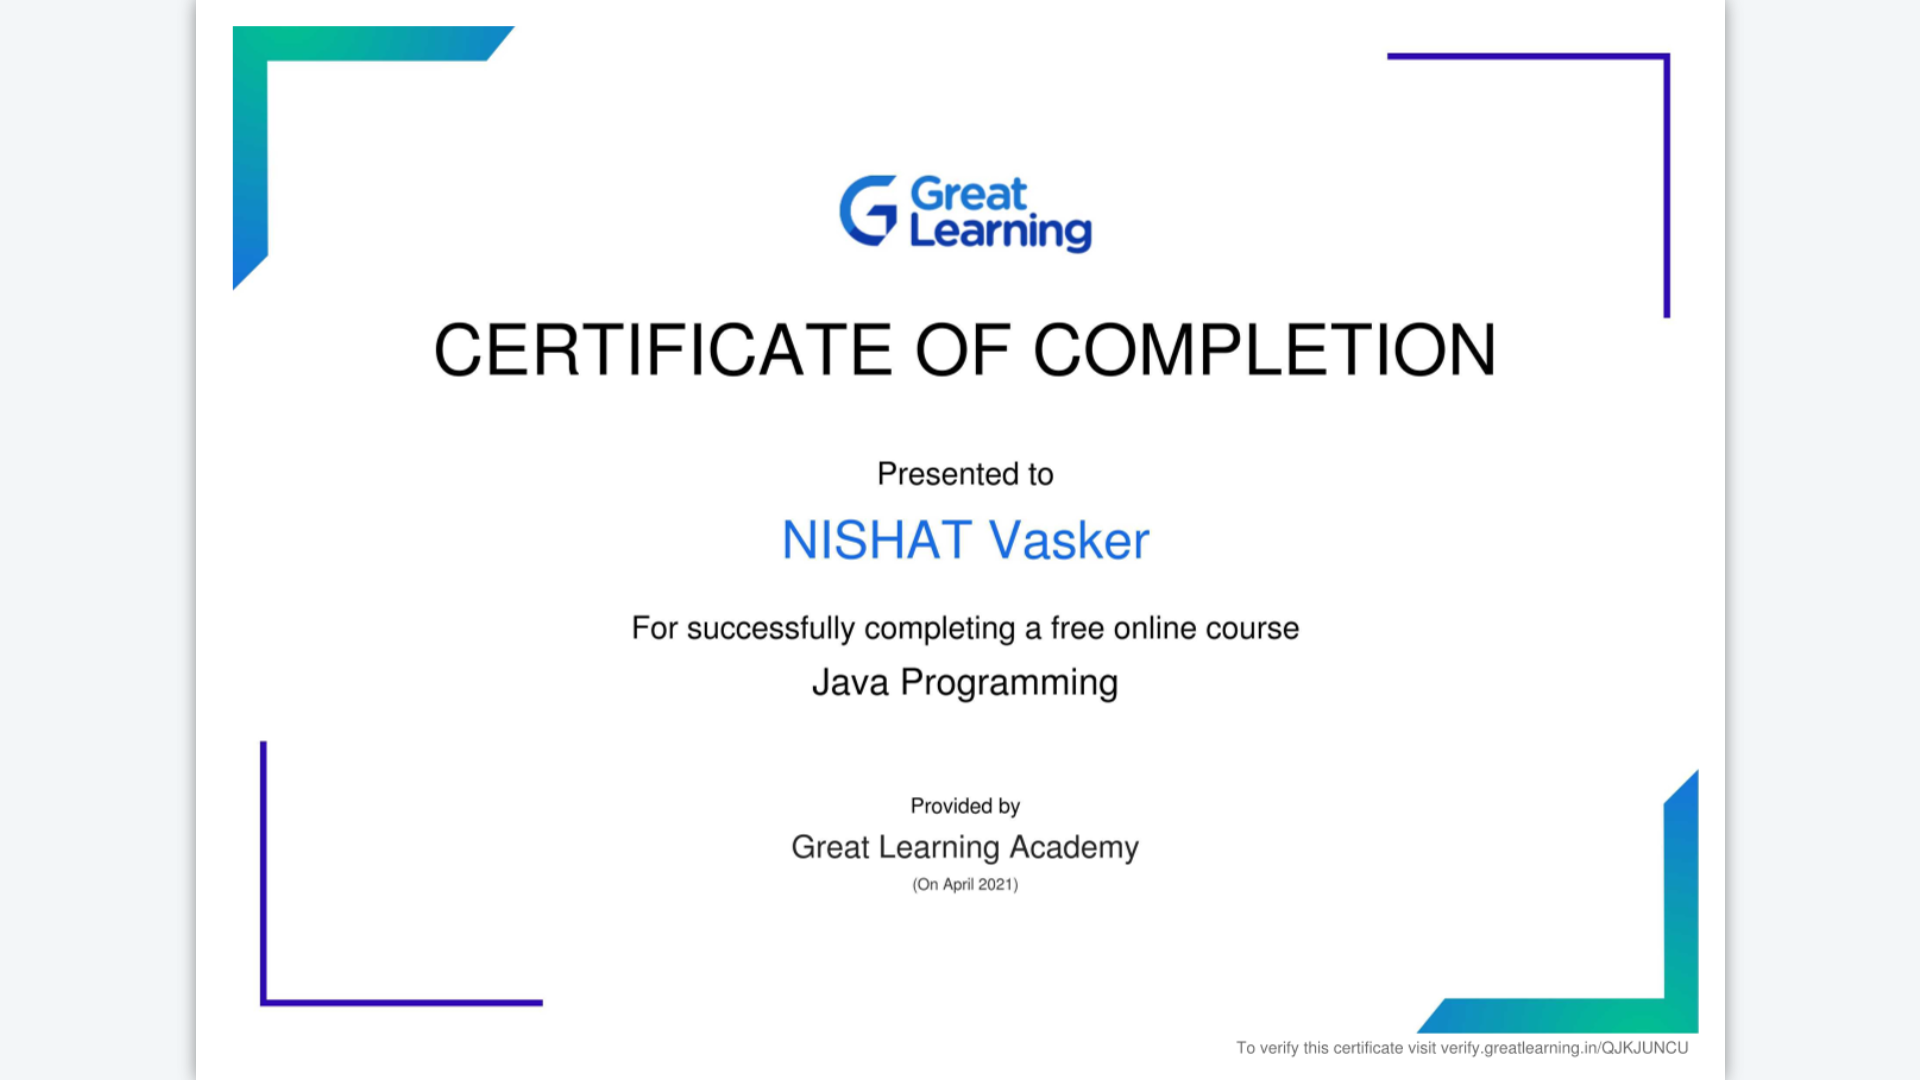 Great
Learning
CERTIFICATE OF COMPLETION
Presented to
NISHAT Vasker
For successfully completing a free online course
Java Programming
Provided by
Great Learning Academy
(On April 2021)
To verify this certificate visit verify.greatlearning.in/QJKJUNCU